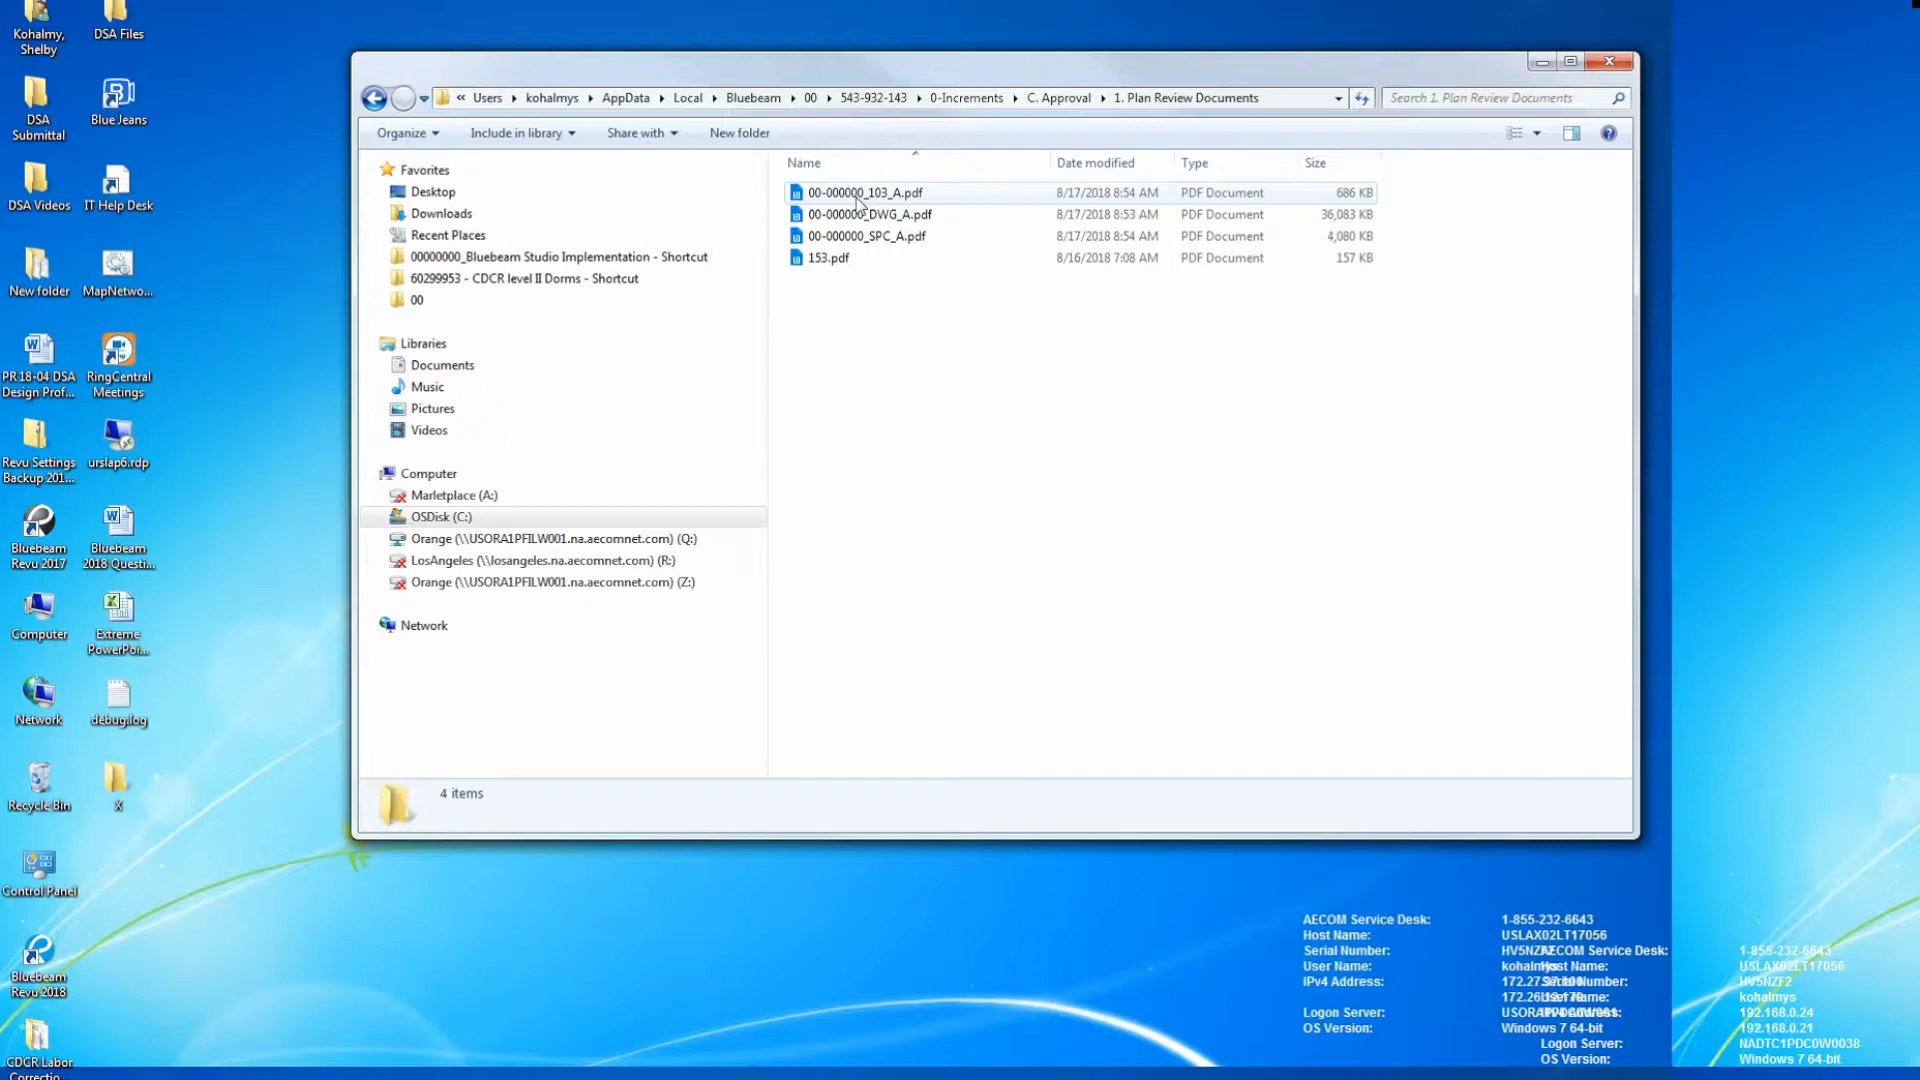 Kohalmy, Shelby
DSA Files
DSA Submittal
Blue Jeans
DSA Videos
IT Help Desk
New folder
MapNetwo...
PR 18-04 DSA Design Prof...
RingCentral Meetings
Revu Settings Backup 201...
urslap6.rdp
Bluebeam Revu 2017
Bluebeam 2018 Questi...
Computer
Extreme PowerPoi...
Network
debug.log
Recycle Bin
X
Control Panel
Bluebeam Revu 2018
CDCR Labor Correctio...
« Users ▸ kohalmys ▸ AppData ▸ Local ▸ Bluebeam ▸ 00 ▸ 543-932-143 ▸ 0-Increments ▸ C. Approval ▸ 1. Plan Review Documents
Search 1. Plan Review Documents
Organize Include in library Share with New folder
Favorites
Desktop
Downloads
Recent Places
00000000_Bluebeam Studio Implementation - Shortcut
60299953 - CDCR level II Dorms - Shortcut
00
Libraries
Documents
Music
Pictures
Videos
Computer
Marletplace (A:)
OSDisk (C:)
Orange (\\USORA1PFILW001.na.aecomnet.com) (Q:)
LosAngeles (\\losangeles.na.aecomnet.com) (R:)
Orange (\\USORA1PFILW001.na.aecomnet.com) (Z:)
Network
Name Date modified Type Size
00-000000_103_A.pdf 8/17/2018 8:54 AM PDF Document 686 KB
00-000000_DWG_A.pdf 8/17/2018 8:53 AM PDF Document 36,083 KB
00-000000_SPC_A.pdf 8/17/2018 8:54 AM PDF Document 4,080 KB
153.pdf 8/16/2018 7:08 AM PDF Document 157 KB
4 items
AECOM Service Desk: 1-855-232-6643
Host Name: USLAX02LT17056
Serial Number: AECOM Service Desk: 1-855-232-6643
User Name: Host Name: USLAX02LT17056
IPv4 Address: Serial Number: HV5NZF2
kohalmys
Logon Server: 192.168.0.24
OS Version: Windows 7 64-bit 192.168.0.21
Logon Server: NADTC1PDC0W0038
OS Version: Windows 7 64-bit